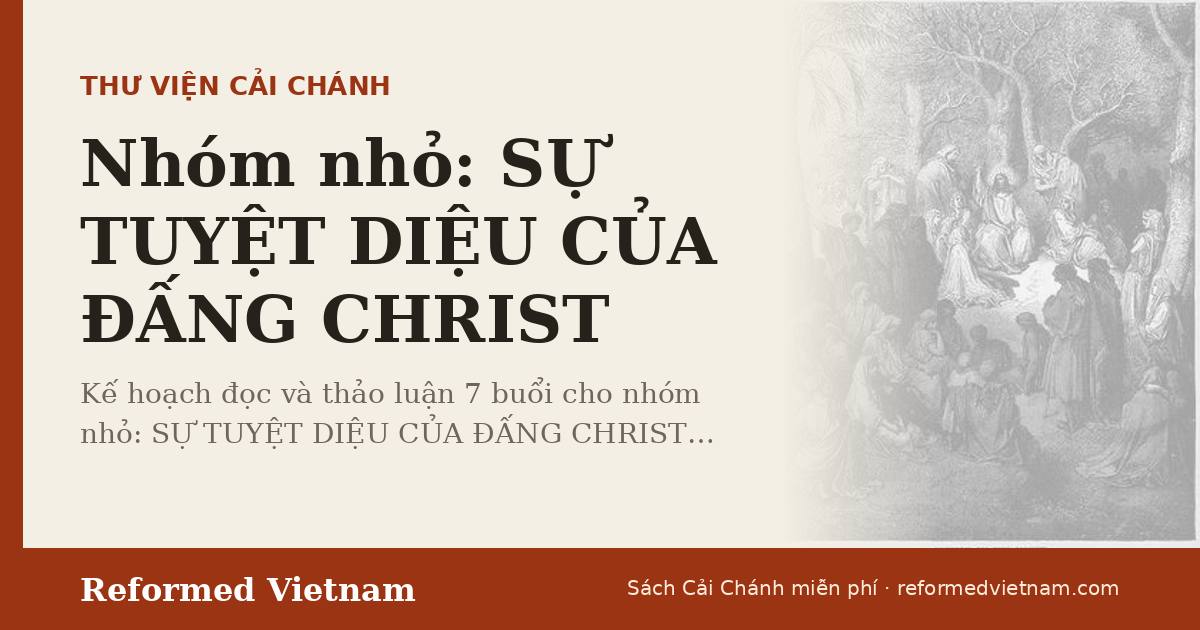 THƯ VIỆN CẢI CHÁNH
Nhóm nhỏ: SỰ
TUYỆT DIỆU CỦA
ĐẤNG CHRIST
Kế hoạch đọc và thảo luận 7 buổi cho nhóm
nhỏ: SỰ TUYỆT DIỆU CỦA ĐẤNG CHRIST...
Reformed Vietnam
Sách Cải Chánh miễn phí · reformedvietnam.com